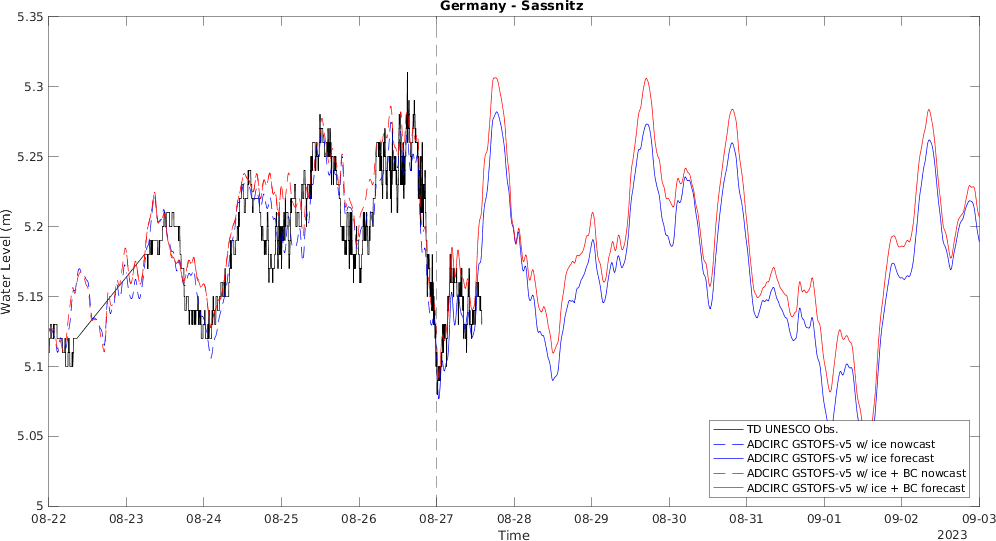 Germany - Sassnitz
5.35
5.3
5.25
5.2
5.15
5.1
5.05
5
Water Level (m)
TD UNESCO Obs.
ADCIRC GSTOFS-v5 w/ ice nowcast
ADCIRC GSTOFS-v5 w/ ice forecast
ADCIRC GSTOFS-v5 w/ ice + BC nowcast
ADCIRC GSTOFS-v5 w/ ice + BC forecast
08-22 08-23 08-24 08-25 08-26 08-27 08-28 08-29 08-30 08-31 09-01 09-02 09-03
Time
2023